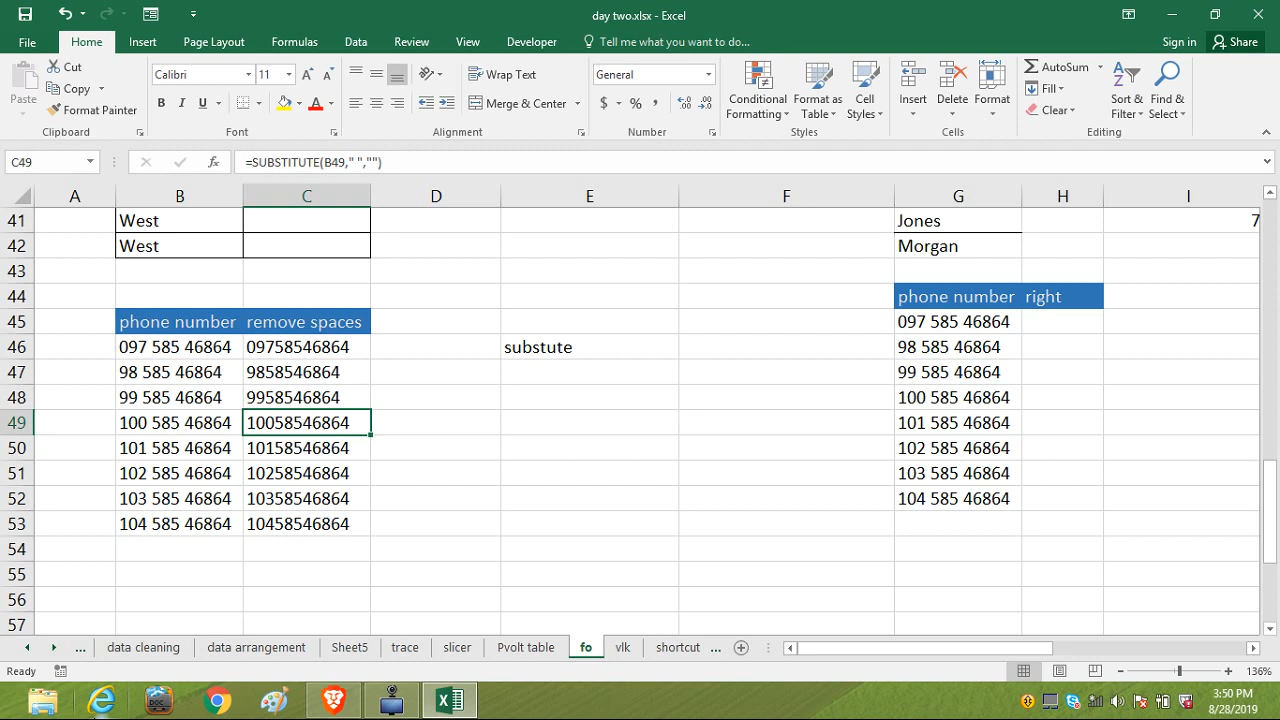 day two.xlsx - Excel
File Home Insert Page Layout Formulas Data Review View Developer Tell me what you want to do... Sign in Share
Paste
Cut
Copy
Format Painter
Clipboard
Calibri 11
B I U
Font
Wrap Text
Merge & Center
Alignment
General
$ % ,
Number
Conditional Formatting
Format as Table
Cell Styles
Styles
Insert Delete Format
Cells
AutoSum
Fill
Clear
Sort & Filter
Find & Select
Editing
C49 fx =SUBSTITUTE(B49," ","")
A B C D E F G H I
41 West Jones 7
42 West Morgan
43
44 phone number right
45 phone number remove spaces 097 585 46864
46 097 585 46864 09758546864 substute 98 585 46864
47 98 585 46864 9858546864 99 585 46864
48 99 585 46864 9958546864 100 585 46864
49 100 585 46864 10058546864 101 585 46864
50 101 585 46864 10158546864 102 585 46864
51 102 585 46864 10258546864 103 585 46864
52 103 585 46864 10358546864 104 585 46864
53 104 585 46864 10458546864
54
55
56
57
... data cleaning data arrangement Sheet5 trace slicer Pvolt table fo vlk shortcut ...
Ready 136%
DOC
3:50 PM
8/28/2019